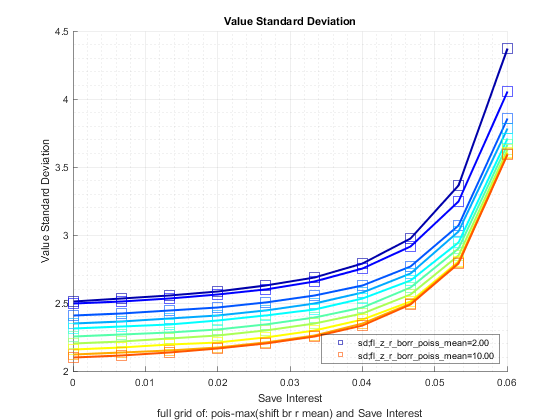 Value Standard Deviation
Value Standard Deviation
4.5
4
3.5
3
2.5
2
0
0.01
0.02
0.03
0.04
0.05
0.06
sd;fl_z_r_borr_poiss_mean=2.00
sd;fl_z_r_borr_poiss_mean=10.00
Save Interest
full grid of: pois-max(shift br r mean) and Save Interest